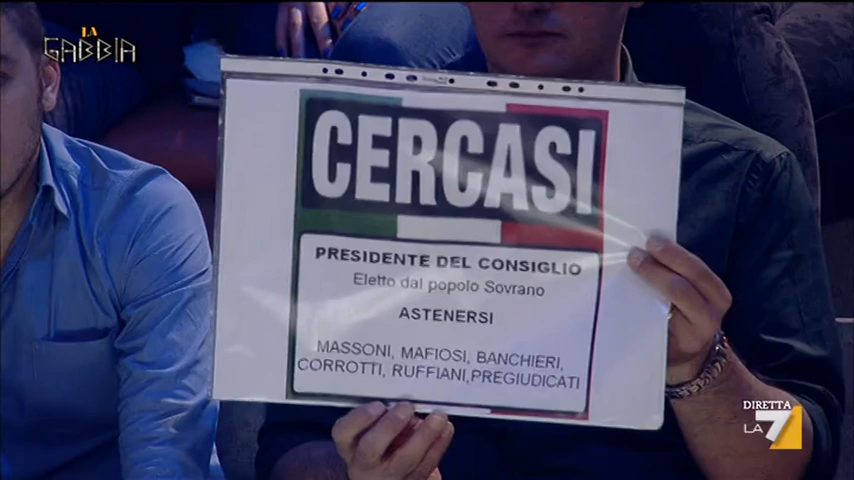 LA
GABBIA
CERCASI
PRESIDENTE DEL CONSIGLIO
Eletto dal popolo Sovrano
ASTENERSI
MASSONI, MAFIOSI, BANCHIERI,
CORROTTI, RUFFIANI,PREGIUDICATI
DIRETTA
LA7